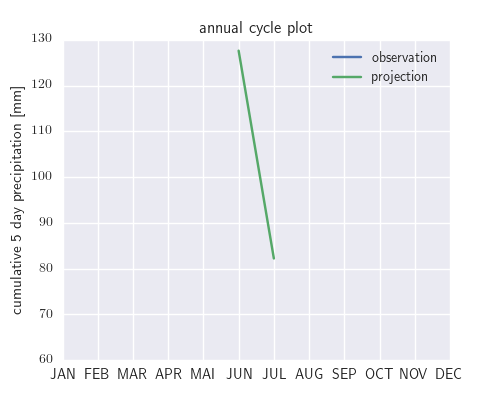 annual cycle plot
observation
projection
cumulative 5 day precipitation [mm]
130
120
110
100
90
80
70
60
JAN FEB MAR APR MAI JUN JUL AUG SEP OCT NOV DEC